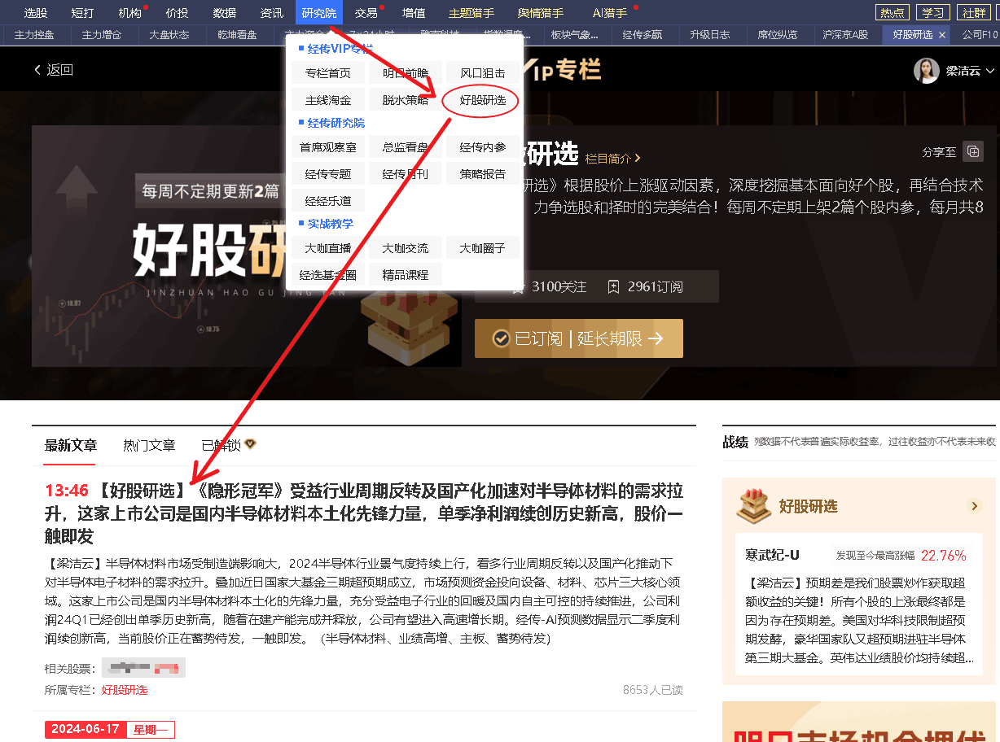 选股 短打 机构 价投 数据 资讯 研究院 交易 增值 主题猎手 舆情猎手 AI猎手 热点 学习 社群
主力控盘 主力增仓 大盘状态 乾坤看盘 板块气象... 经传多赢 升级日志 席位纵览 沪深京A股 好股研选 × 公司F10
返回
VIP专栏
梁洁云
经传VIP专栏
专栏首页 明日前瞻 风口狙击
主线淘金 脱水策略 好股研选
经传研究院
首席观察室 总监看盘 经传内参
经传专题 经传月刊 策略报告
经经乐道
实战教学
大咖直播 大咖交流 大咖圈子
经选基金圈 精品课程
每周不定期更新2篇
好股研
JINZHUAN HAO GU JING XUAN
18.87
18.75
研选 栏目简介
分享至
研选》根据股价上涨驱动因素，深度挖掘基本面向好个股，再结合技术
力争选股和择时的完美结合！每周不定期上架2篇个股内参，每月共8
3100关注 2961订阅
已订阅 | 延长期限
最新文章 热门文章 已解锁
13:46 【好股研选】《隐形冠军》受益行业周期反转及国产化加速对半导体材料的需求拉
升，这家上市公司是国内半导体材料本土化先锋力量，单季净利润续创历史新高，股价一
触即发
【梁洁云】半导体材料市场受制造端影响大，2024半导体行业景气度持续上行，看多行业周期反转以及国产化推动下
对半导体电子材料的需求拉升。叠加近日国家大基金三期超预期成立，市场预测资金投向设备、材料、芯片三大核心领
域。这家上市公司是国内半导体材料本土化的先锋力量，充分受益电子行业的回暖及国内自主可控的持续推进，公司利
润24Q1已经创出单季历史新高，随着在建产能完成并释放，公司有望进入高速增长期。经传-AI预测数据显示二季度利
润续创新高，当前股价正在蓄势待发，一触即发。（半导体材料、业绩高增、主板、蓄势待发）
相关股票：
所属专栏：好股研选
8653人已读
2024-06-17 星期一
战绩 列数据不代表普遍实际收益率，过往收益亦不代表未来收
好股研选
寒武纪-U 发现至今最高涨幅 22.76%
【梁洁云】预期差是我们股票炒作获取超
额收益的关键！所有个股的上涨最终都是
因为存在预期差。美国对华科技限制超预
期发酵，豪华国家队又超预期进驻半导体
第三期大基金。英伟达业绩股价均持续超...
明日市场机会埋伏